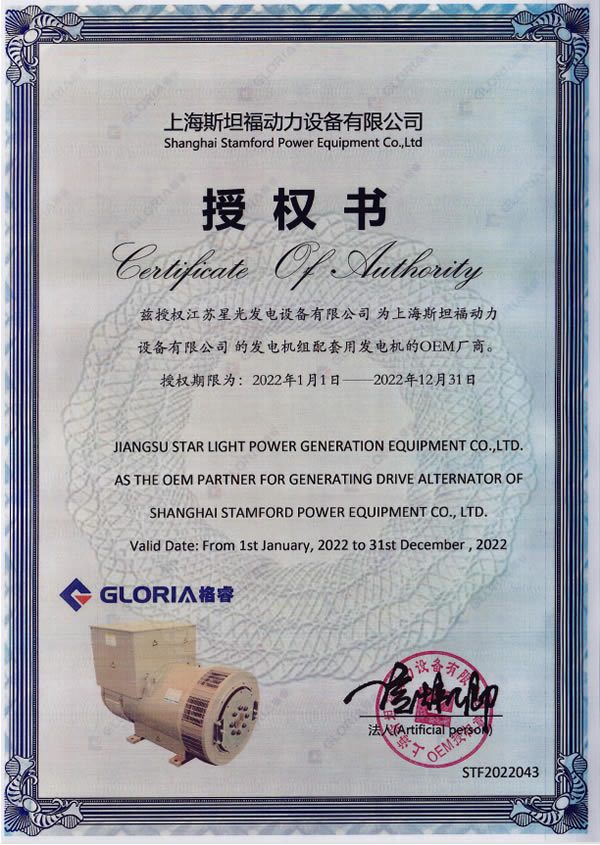 上海斯坦福动力设备有限公司
Shanghai Stamford Power Equipment Co.,Ltd
授权书
Certificate Of Authority
兹授权江苏星光发电设备有限公司 为上海斯坦福动力
设备有限公司 的发电机组配套用发电机的OEM厂商。
授权期限为：2022年1月1日——2022年12月31日
JIANGSU STAR LIGHT POWER GENERATION EQUIPMENT CO.,LTD.
AS THE OEM PARTNER FOR GENERATING DRIVE ALTERNATOR OF
SHANGHAI STAMFORD POWER EQUIPMENT CO., LTD.
Valid Date: From 1st January, 2022 to 31st December , 2022
GLORIA格睿
法人(Artificial person)
STF2022043